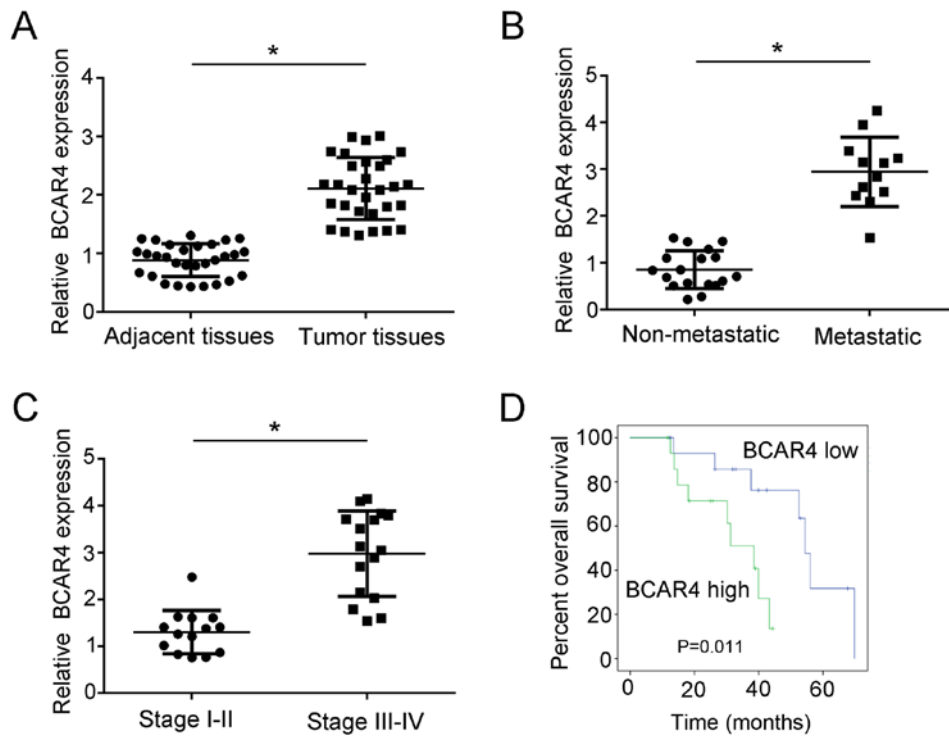 A
*
Relative BCAR4 expression
4
3
2
1
0
Adjacent tissues
Tumor tissues
B
*
Relative BCAR4 expression
5
4
3
2
1
0
Non-metastatic
Metastatic
C
*
Relative BCAR4 expression
5
4
3
2
1
0
Stage I-II
Stage III-IV
D
Percent overall survival
100
80
60
40
20
0
BCAR4 low
BCAR4 high
P=0.011
0 20 40 60
Time (months)